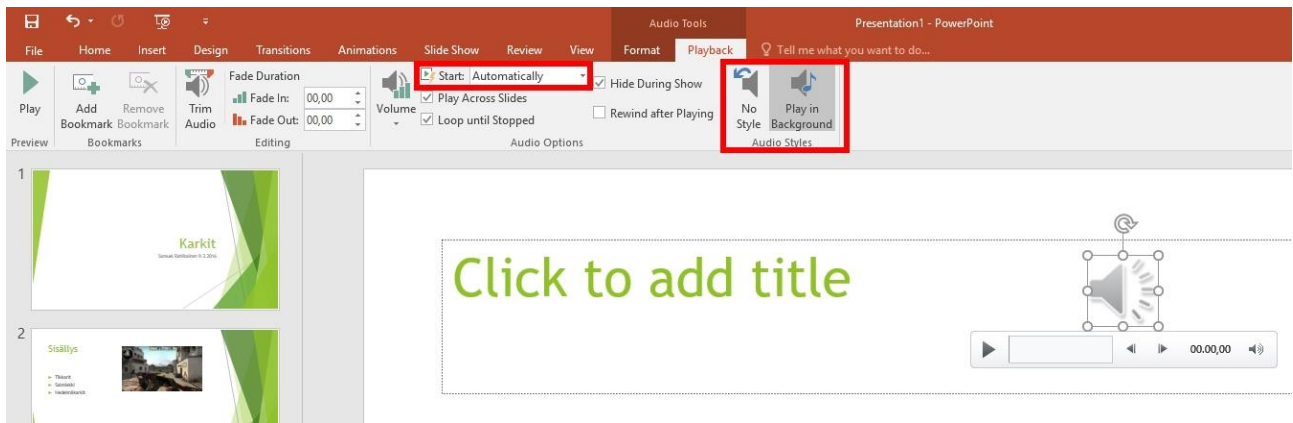 Audio Tools
Presentation1 - PowerPoint
File Home Insert Design Transitions Animations Slide Show Review View Format Playback Tell me what you want to do...
Play
Preview
Add Bookmark
Remove Bookmark
Bookmarks
Trim Audio
Fade Duration
Fade In: 00,00
Fade Out: 00,00
Editing
Volume
Start: Automatically
Play Across Slides
Loop until Stopped
Hide During Show
Rewind after Playing
Audio Options
No Style
Play in Background
Audio Styles
1
Karkit
2
Sisällys
Click to add title
00.00,00